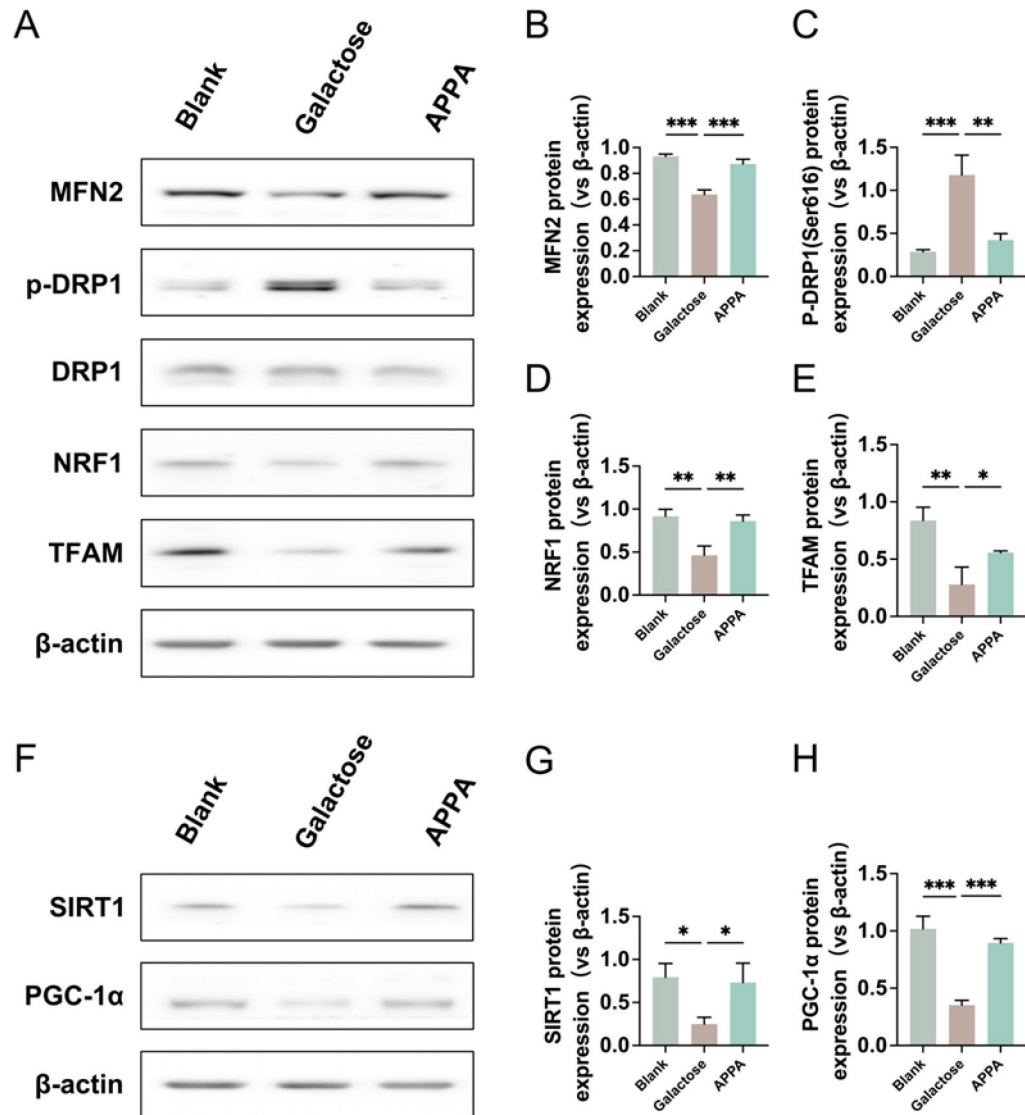 A
Blank
Galactose
APPA
MFN2
p-DRP1
DRP1
NRF1
TFAM
β-actin
B
MFN2 protein
expression (vs β-actin)
1.0
0.8
0.6
0.4
0.2
0.0
*** ***
Blank
Galactose
APPA
C
P-DRP1(Ser616) protein
expression (vs β-actin)
1.5
1.0
0.5
0.0
*** **
Blank
Galactose
APPA
D
NRF1 protein
expression (vs β-actin)
1.5
1.0
0.5
0.0
** **
Blank
Galactose
APPA
E
TFAM protein
expression (vs β-actin)
1.5
1.0
0.5
0.0
** *
Blank
Galactose
APPA
F
Blank
Galactose
APPA
SIRT1
PGC-1α
β-actin
G
SIRT1 protein
expression (vs β-actin)
1.5
1.0
0.5
0.0
* *
Blank
Galactose
APPA
H
PGC-1α protein
expression (vs β-actin)
1.5
1.0
0.5
0.0
*** ***
Blank
Galactose
APPA